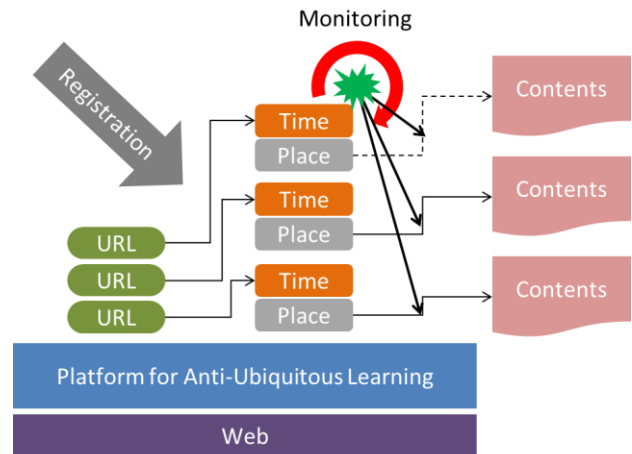 Monitoring
Registration
Time
Place
Contents
Time
Place
Contents
URL
URL
URL
Time
Place
Contents
Platform for Anti-Ubiquitous Learning
Web